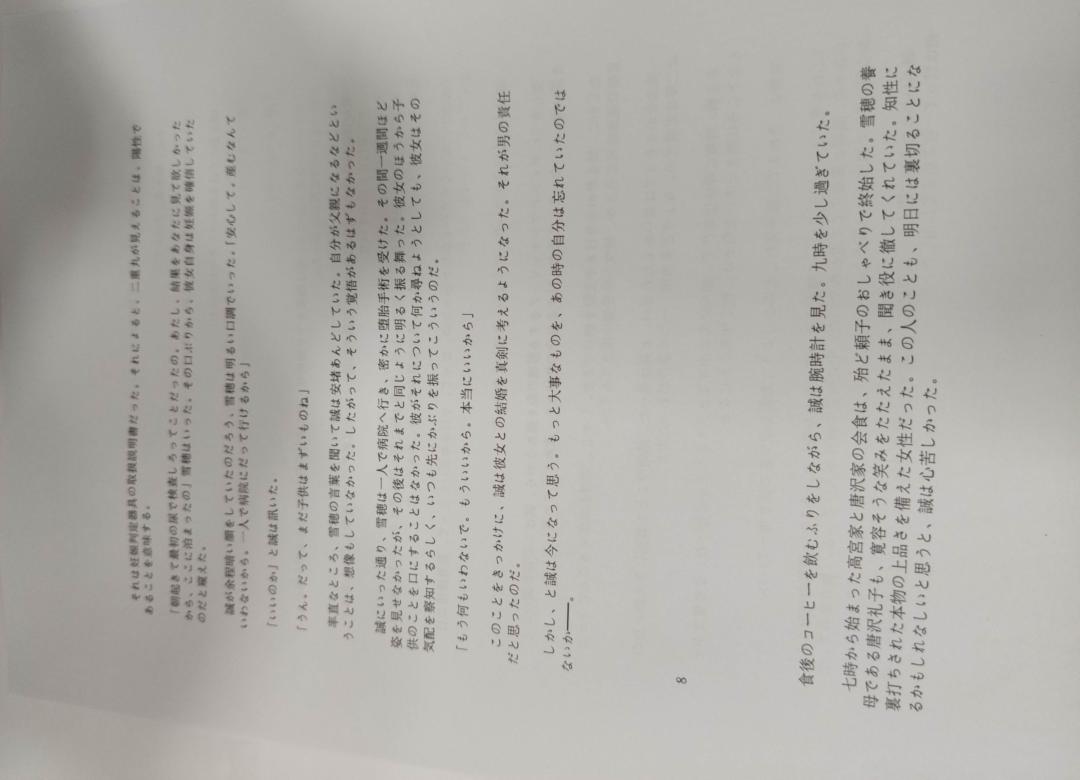 それは妊娠判定器具の取扱説明書だった。それによると、二重丸が見えることは、陽性で
あることを意味する。
「朝起きて最初の尿で検査しろってことだったの。あたし、結果をあなたに見て欲しかった
から、ここに泊まったの」雪穂はいった。その口ぶりから、彼女自身は妊娠を確信していた
のだと窺えた。
誠が余程暗い顔をしていたのだろう、雪穂は明るい口調でいった。「安心して。産むなんて
いわないから。一人で病院にだって行けるから」
「いいのか」と誠は訊いた。
「うん。だって、まだ子供はまずいものね」
率直なところ、雪穂の言葉を聞いて誠は安堵あんどしていた。自分が父親になるなどとい
うことは、想像もしていなかった。したがって、そういう覚悟があるはずもなかった。
誠にいった通り、雪穂は一人で病院へ行き、密かに堕胎手術を受けた。その間一週間ほど
姿を見せなかったが、その後はそれまでと同じように明るく振る舞った。彼女のほうから子
供のことを口にすることはなかった。彼がそれについて何か尋ねようとしても、彼女はその
気配を察知するらしく、いつも先にかぶりを振ってこういうのだ。
「もう何もいわないで。もういいから。本当にいいから」
このことをきっかけに、誠は彼女との結婚を真剣に考えるようになった。それが男の責任
だと思ったのだ。
しかし、と誠は今になって思う。もっと大事なものを、あの時の自分は忘れていたのでは
ないか――。
8
食後のコーヒーを飲むふりをしながら、誠は腕時計を見た。九時を少し過ぎていた。
七時から始まった高宮家と唐沢家の会食は、殆ど頼子のおしゃべりで終始した。雪穂の養
母である唐沢礼子も、寛容そうな笑みをたたえたまま、聞き役に徹してくれていた。知性に
裏打ちされた本物の上品さを備えた女性だった。この人のことも、明日には裏切ることにな
るかもしれなしいと思うと、誠は心苦しかった。